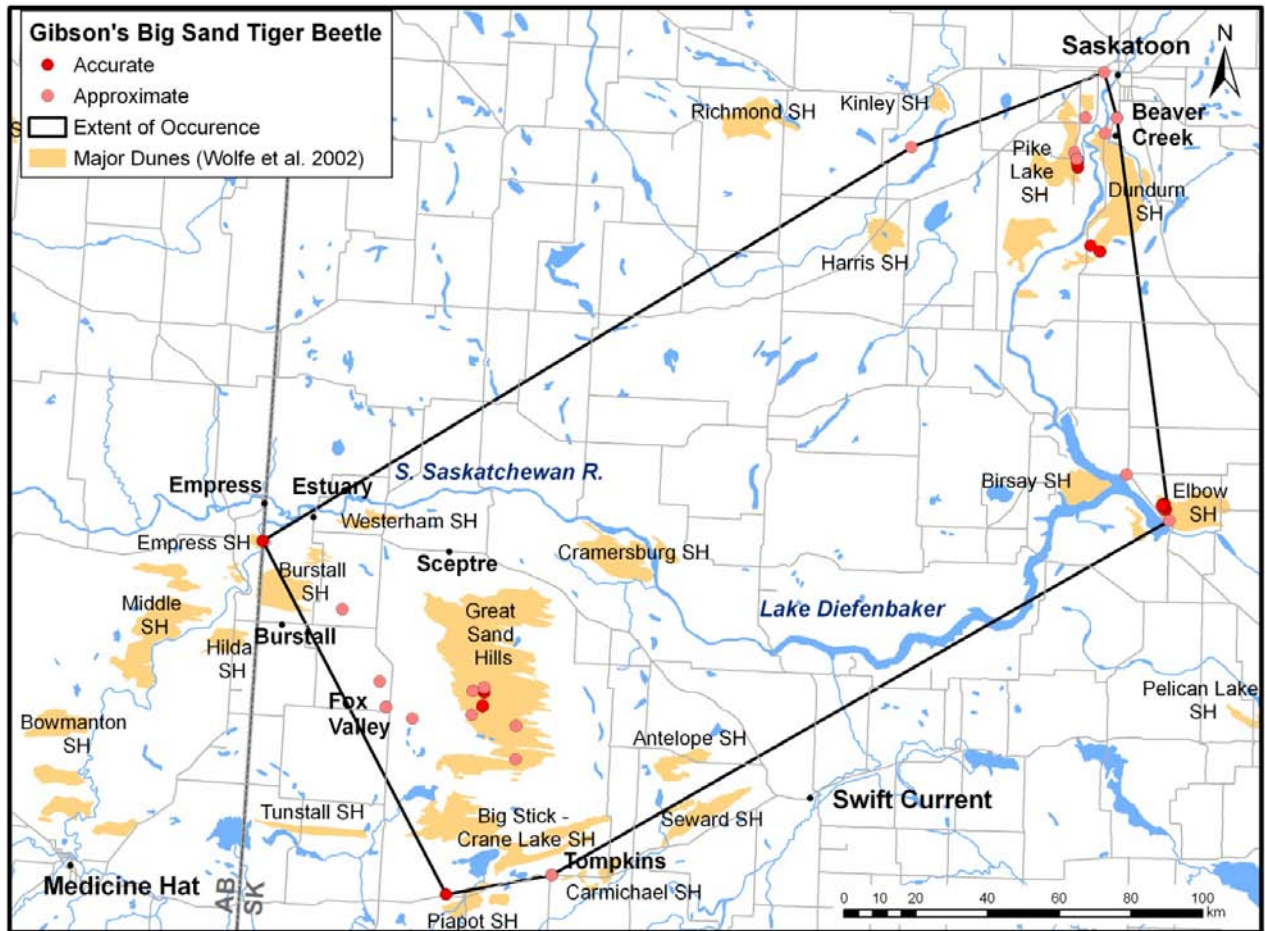 Gibson's Big Sand Tiger Beetle
Accurate
Approximate
Extent of Occurence
Major Dunes (Wolfe et al. 2002)
S
Saskatoon
N
Richmond SH
Kinley SH
Beaver
Creek
Pike
Lake
SH
Dundurn
SH
Harris SH
S. Saskatchewan R.
Empress
Estuary
Birsay SH
Elbow
SH
Westerham SH
Empress SH
Sceptre
Cramersburg SH
Burstall
SH
Middle
SH
Great
Sand
Hills
Lake Diefenbaker
Burstall
Hilda
SH
Fox
Valley
Pelican Lake
SH
Bowmanton
SH
Antelope SH
Swift Current
Tunstall SH
Big Stick -
Crane Lake SH
Seward SH
Tompkins
Medicine Hat
Carmichael SH
AB
SK
Piapot SH
0 10 20 40 60 80 100
km